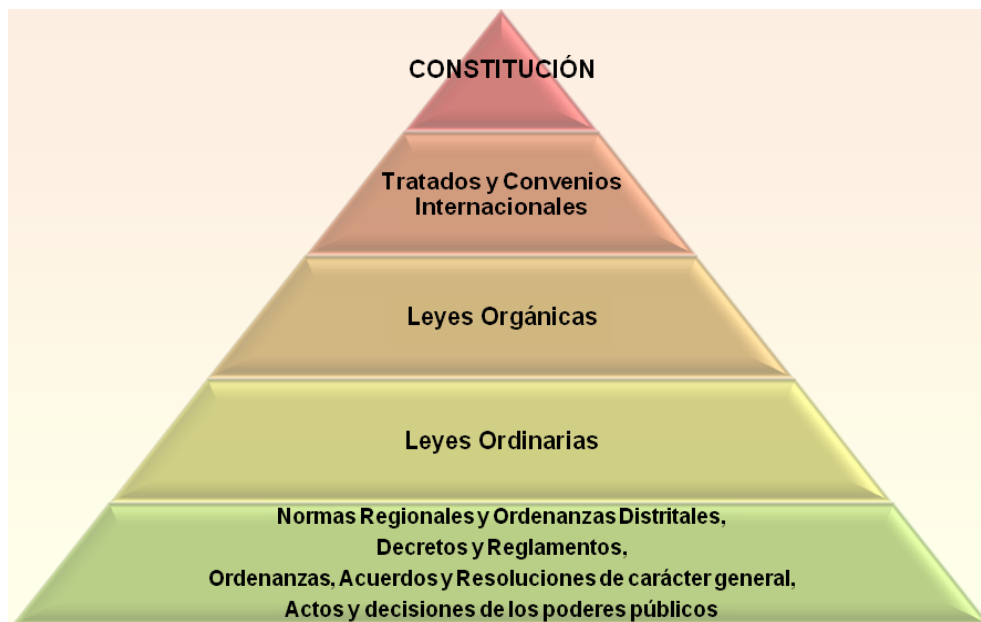 CONSTITUCIÓN
Tratados y Convenios
Internacionales
Leyes Orgánicas
Leyes Ordinarias
Normas Regionales y Ordenanzas Distritales,
Decretos y Reglamentos,
Ordenanzas, Acuerdos y Resoluciones de carácter general,
Actos y decisiones de los poderes públicos